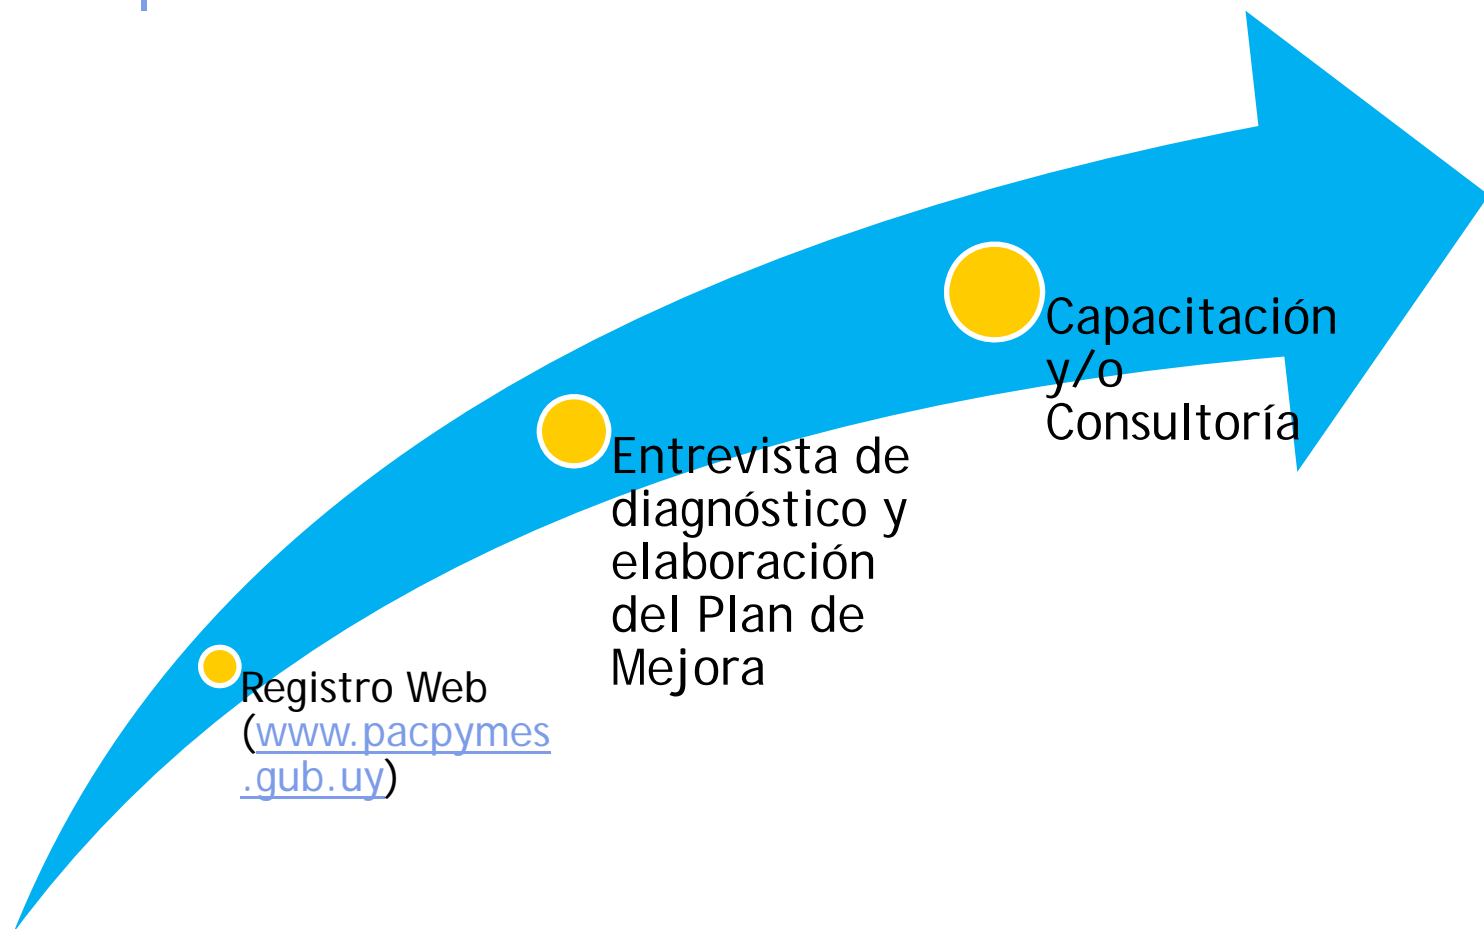 Capacitación
y/o
Consultoría
Entrevista de
diagnóstico y
elaboración
del Plan de
Mejora
Registro Web
(www.pacpymes
.gub.uy)